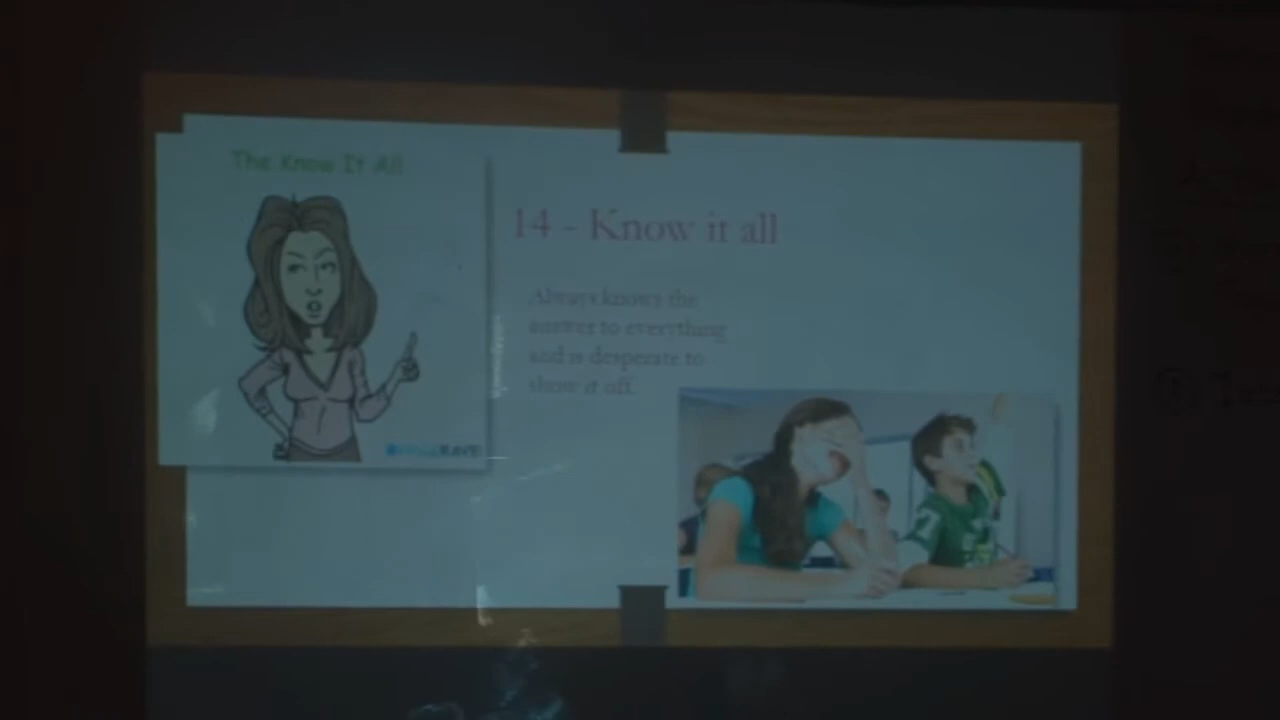 The Know It All
14 - Know it all
Always knows the
answer to everything
and is desperate to
show it off.